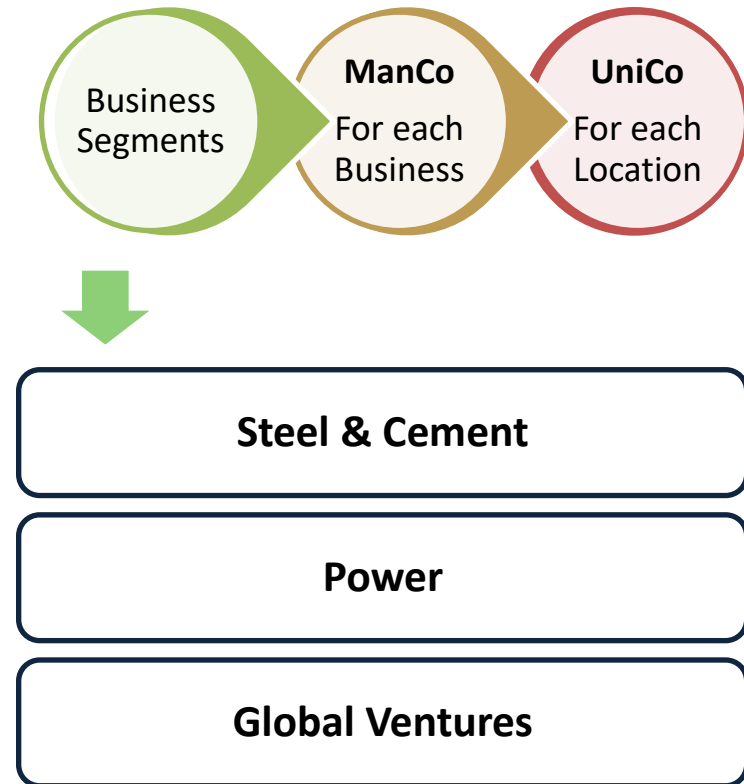 Business
Segments
ManCo
For each
Business
UniCo
For each
Location
Steel & Cement
Power
Global Ventures